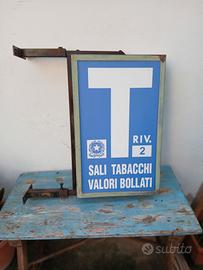 T
RIV.
2
SALI TABACCHI
VALORI BOLLATI
subito